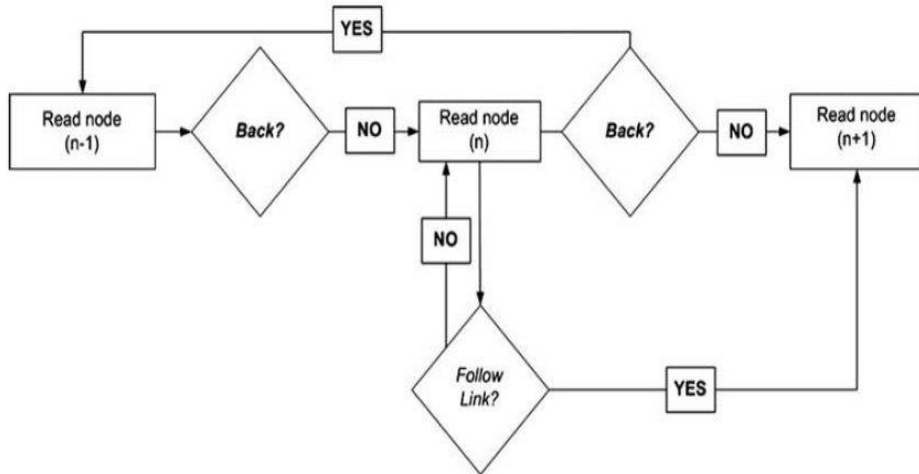 YES
Read node
(n-1)
Back?
NO
Read node
(n)
Back?
NO
Read node
(n+1)
NO
Follow
Link?
YES